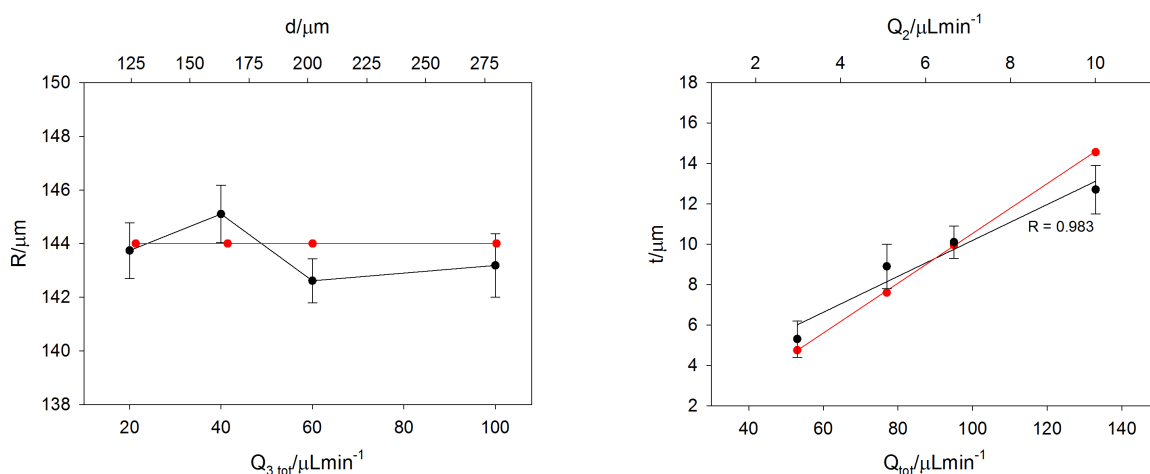 d/μm
125 150 175 200 225 250 275
150
148
146
144
142
140
138
R/μm
20 40 60 80 100
Q3 tot/μLmin-1
Q2/μLmin-1
2 4 6 8 10
18
16
14
12
10
8
6
4
2
t/μm
R = 0.983
40 60 80 100 120 140
Qtot/μLmin-1